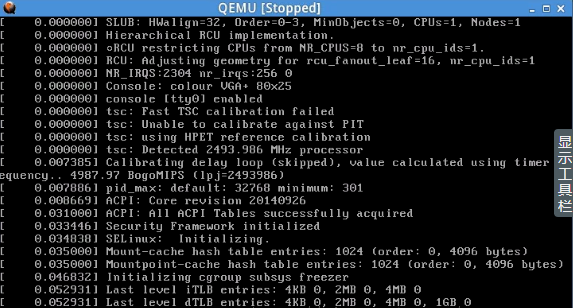 QEMU [Stopped]
[    0.000000] SLUB: HWalign=32, Order=0-3, MinObjects=0, CPUs=1, Nodes=1
[    0.000000] Hierarchical RCU implementation.
[    0.000000] oRCU restricting CPUs from NR_CPUS=8 to nr_cpu_ids=1.
[    0.000000] RCU: Adjusting geometry for rcu_fanout_leaf=16, nr_cpu_ids=1
[    0.000000] NR_IRQS:2304 nr_irqs:256 0
[    0.000000] Console: colour VGA+ 80x25
[    0.000000] console [tty0] enabled
[    0.000000] tsc: Fast TSC calibration failed
[    0.000000] tsc: Unable to calibrate against PIT
[    0.000000] tsc: using HPET reference calibration
[    0.000000] tsc: Detected 2493.986 MHz processor
[    0.007385] Calibrating delay loop (skipped), value calculated using timer
equency.. 4987.97 BogoMIPS (lpj=2493986)
[    0.007886] pid_max: default: 32768 minimum: 301
[    0.008669] ACPI: Core revision 20140926
[    0.031000] ACPI: All ACPI Tables successfully acquired
[    0.033446] Security Framework initialized
[    0.034838] SELinux:  Initializing.
[    0.035000] Mount-cache hash table entries: 1024 (order: 0, 4096 bytes)
[    0.035000] Mountpoint-cache hash table entries: 1024 (order: 0, 4096 bytes)
[    0.046832] Initializing cgroup subsys freezer
[    0.052931] Last level iTLB entries: 4KB 0, 2MB 0, 4MB 0
[    0.052931] Last level dTLB entries: 4KB 0, 2MB 0, 4MB 0, 1GB 0
显示工具栏